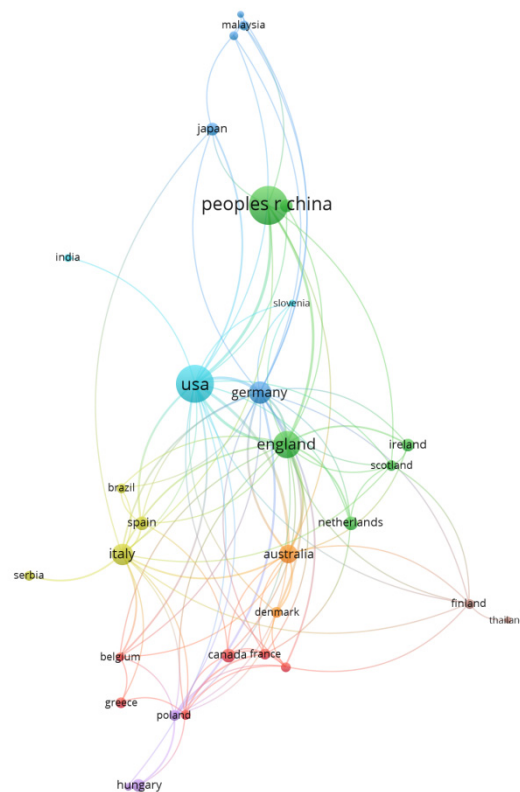 malaysia
japan
peoples r china
india
slovenia
usa
germany
england
ireland
scotland
brazil
spain
netherlands
italy
australia
serbia
finland
denmark
thailan
belgium
canada
france
greece
poland
hungary